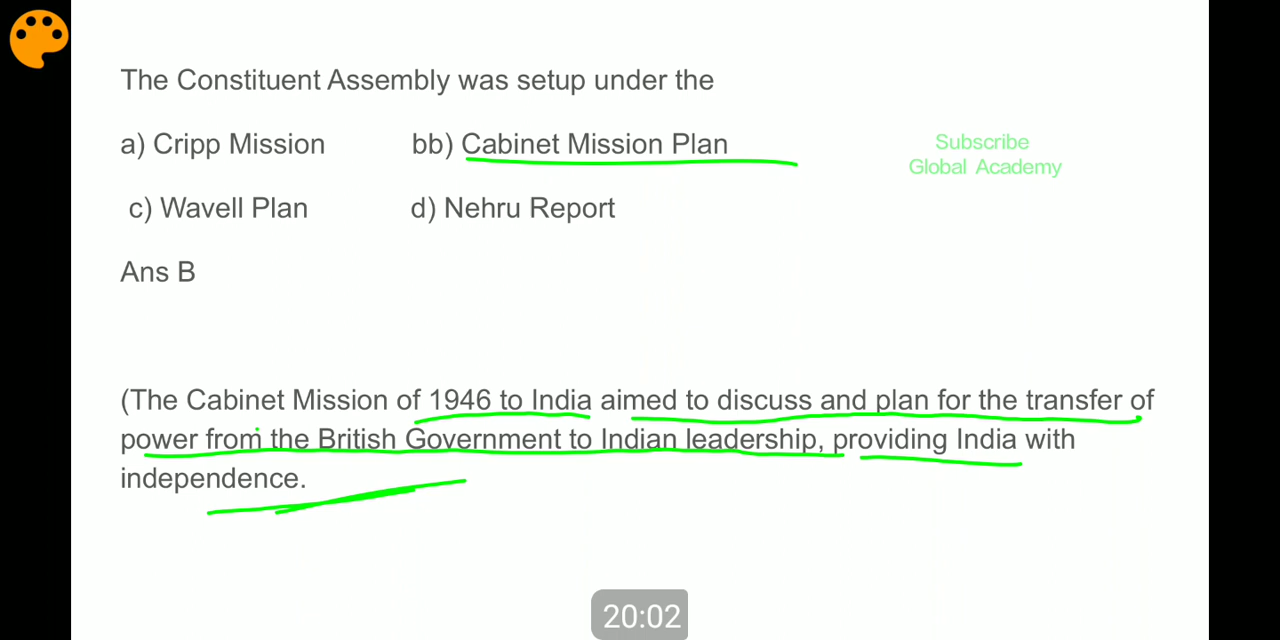 The Constituent Assembly was setup under the
a) Cripp Mission bb) Cabinet Mission Plan
Subscribe
Global Academy
c) Wavell Plan d) Nehru Report
Ans B
(The Cabinet Mission of 1946 to India aimed to discuss and plan for the transfer of
power from the British Government to Indian leadership, providing India with
independence.
20:02